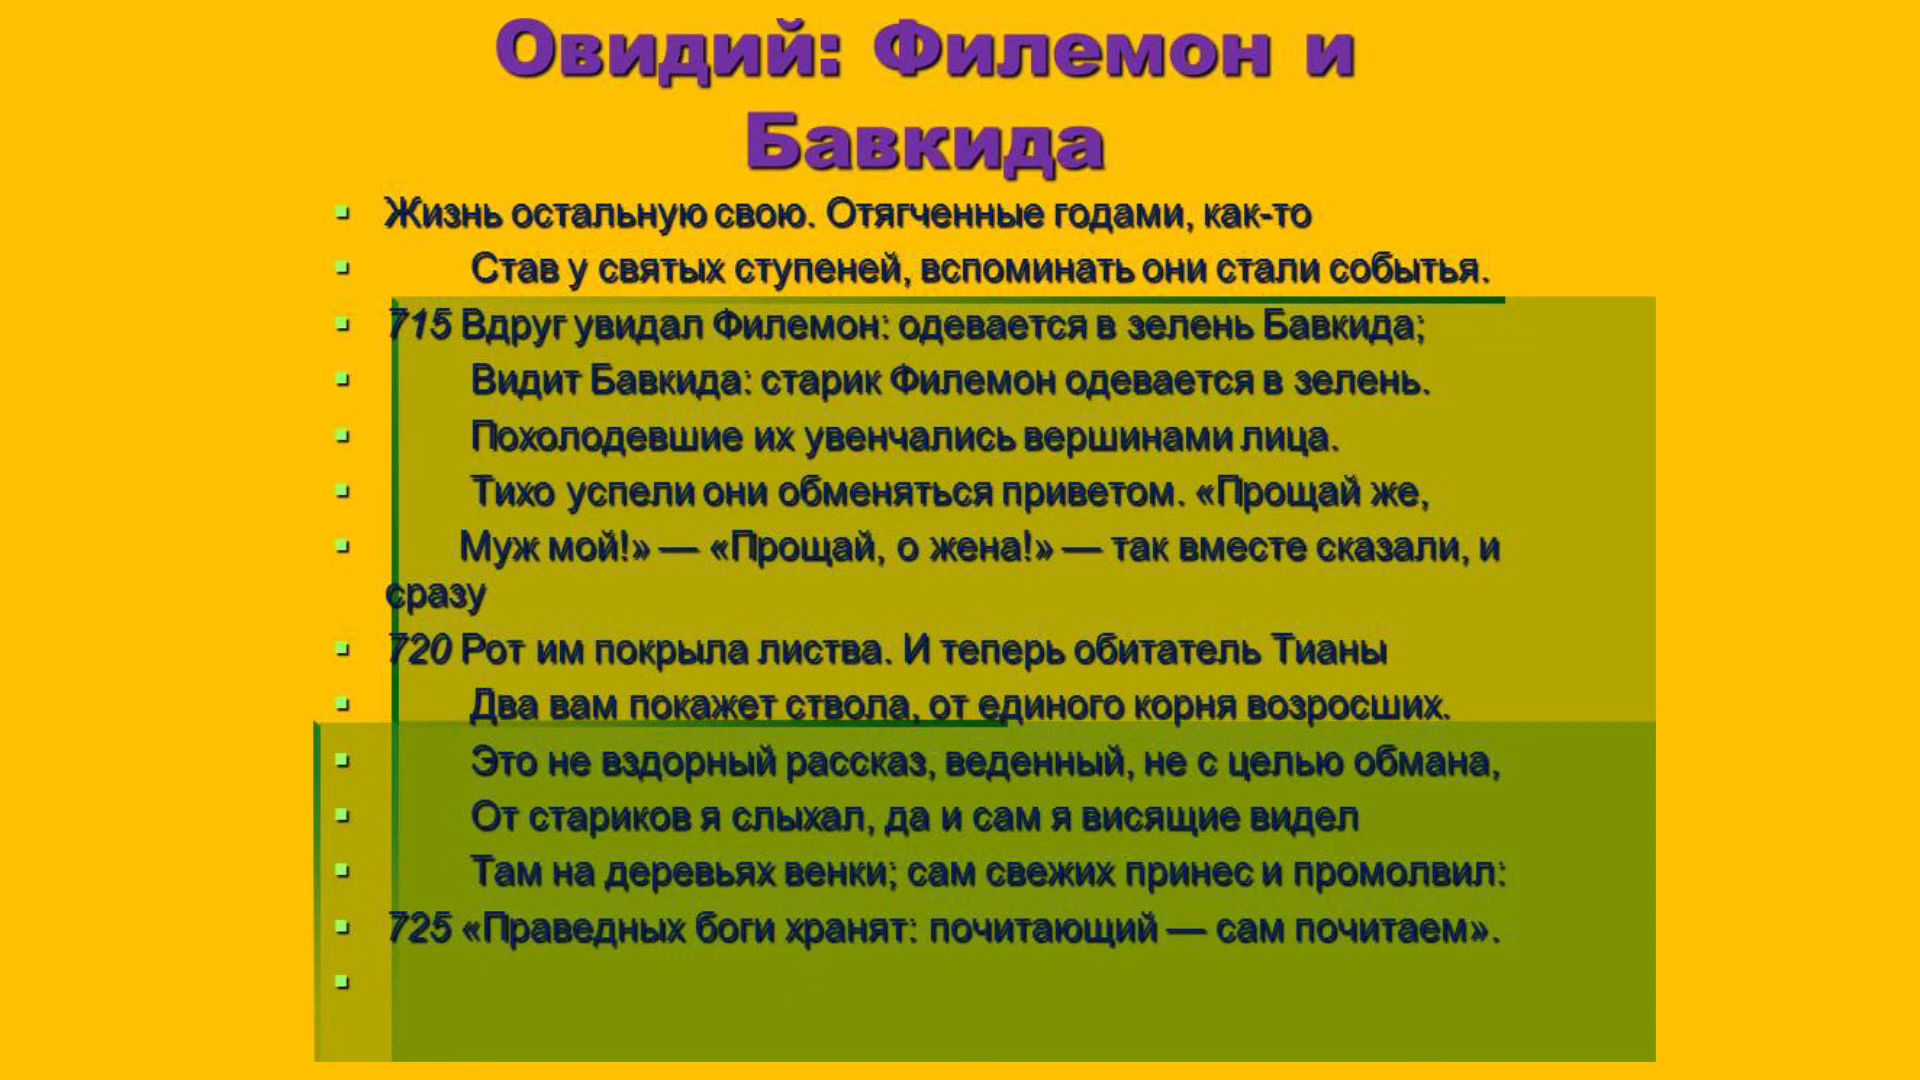 Овидий: Филемон и
Бавкида
Жизнь остальную свою. Отягченные годами, как-то
Став у святых ступеней, вспоминать они стали событья.
715 Вдруг увидал Филемон: одевается в зелень Бавкида;
Видит Бавкида: старик Филемон одевается в зелень.
Похолодевшие их увенчались вершинами лица.
Тихо успели они обменяться приветом. «Прощай же,
Муж мой!» — «Прощай, о жена!» — так вместе сказали, и
сразу
720 Рот им покрыла листва. И теперь обитатель Тианы
Два вам покажет ствола, от единого корня возросших.
Это не вздорный рассказ, веденный, не с целью обмана,
От стариков я слыхал, да и сам я висящие видел
Там на деревьях венки; сам свежих принес и промолвил:
725 «Праведных боги хранят: почитающий — сам почитаем».